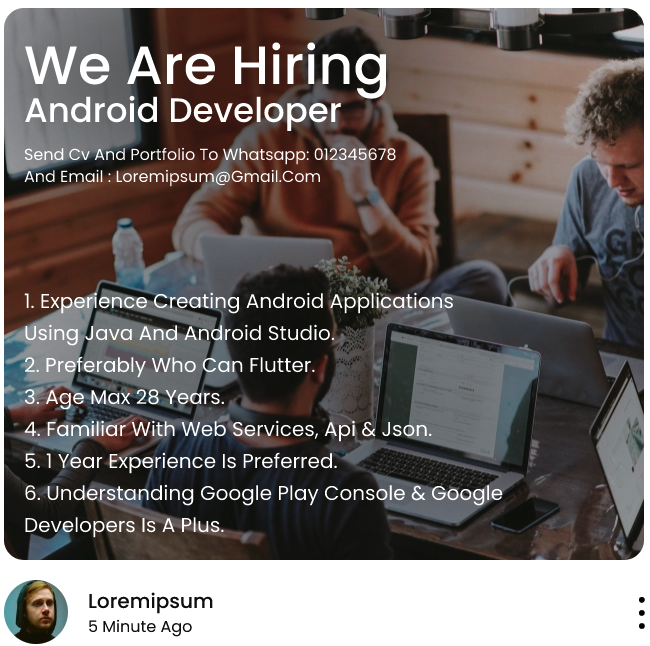 We Are Hiring
Android Developer
Send Cv And Portfolio To Whatsapp: 012345678
And Email : Loremipsum@Gmail.Com
1. Experience Creating Android Applications
Using Java And Android Studio.
2. Preferably Who Can Flutter.
3. Age Max 28 Years.
4. Familiar With Web Services, Api & Json.
5. 1 Year Experience Is Preferred.
6. Understanding Google Play Console & Google
Developers Is A Plus.
Loremipsum
5 Minute Ago